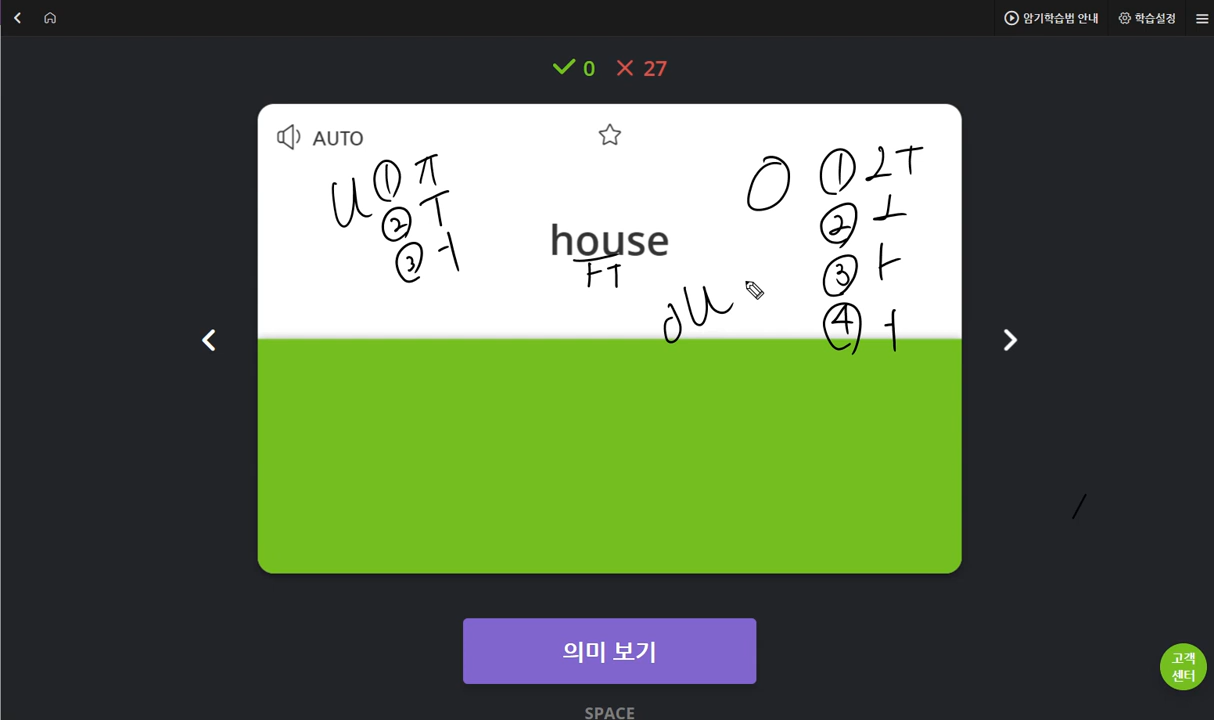 암기학습법 안내 학습설정
0 27
AUTO
u ① ㅠ
② ㅜ
③ ㅓ
house
ㅏㅜ
ou
o ① ㅗㅜ
② ㅗ
③ ㅏ
④ ㅓ
의미 보기
SPACE
고객
센터